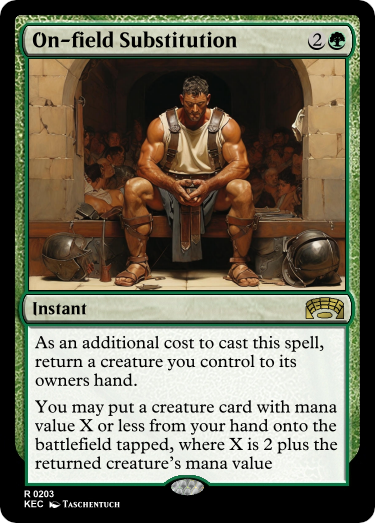 On-field Substitution 2
Instant
As an additional cost to cast this spell,
return a creature you control to its
owners hand.
You may put a creature card with mana
value X or less from your hand onto the
battlefield tapped, where X is 2 plus the
returned creature's mana value
R 0203
KEC Taschentuch